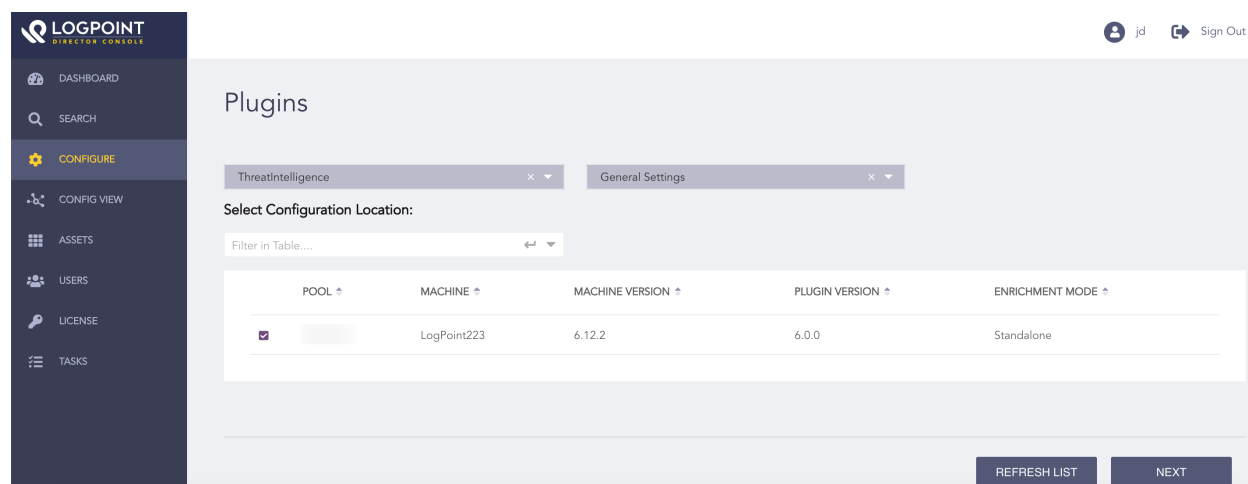 LOGPOINT
DIRECTOR CONSOLE
jd Sign Out
DASHBOARD
SEARCH
CONFIGURE
CONFIG VIEW
ASSETS
USERS
LICENSE
TASKS
Plugins
ThreatIntelligence × General Settings ×
Select Configuration Location:
Filter in Table....
POOL MACHINE MACHINE VERSION PLUGIN VERSION ENRICHMENT MODE
LogPoint223 6.12.2 6.0.0 Standalone
REFRESH LIST NEXT